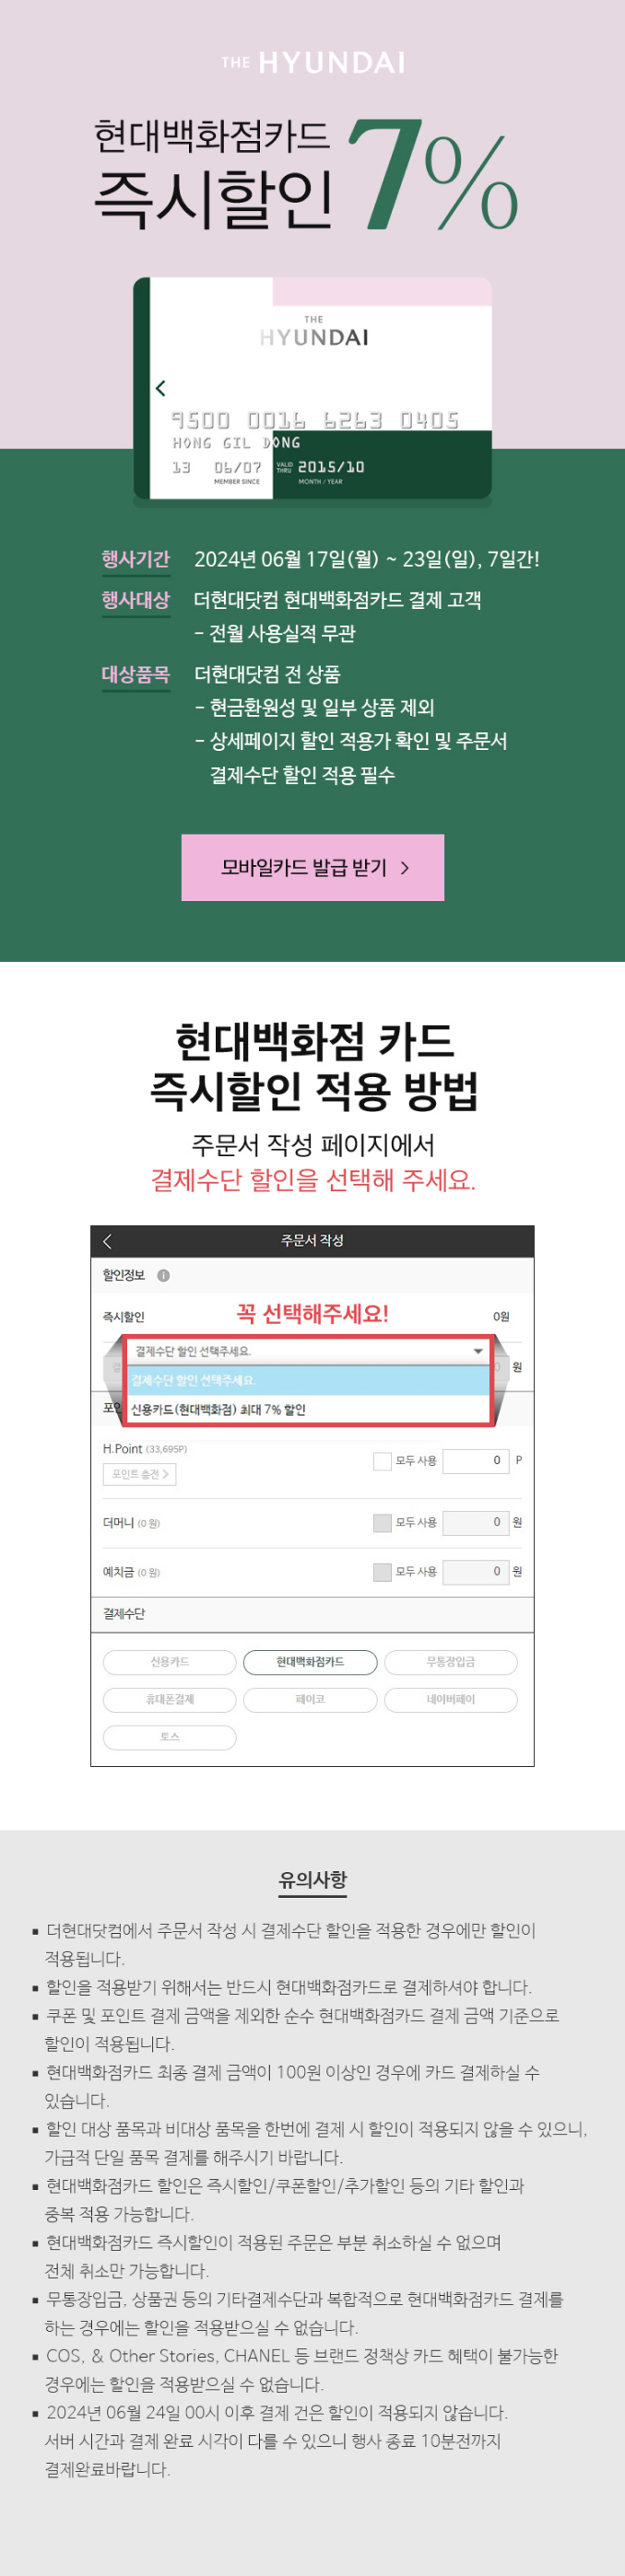 THE HYUNDAI
현대백화점카드
즉시할인 7%
THE
HYUNDAI
9500 0016 6263 0405
HONG GIL DONG
13 06/07 VALID THRU 2015/10
MEMBER SINCE MONTH / YEAR
행사기간 2024년 06월 17일(월) ~ 23일(일), 7일간!
행사대상 더현대닷컴 현대백화점카드 결제 고객
- 전월 사용실적 무관
대상품목 더현대닷컴 전 상품
- 현금환원성 및 일부 상품 제외
- 상세페이지 할인 적용가 확인 및 주문서
결제수단 할인 적용 필수
모바일카드 발급 받기 >
현대백화점 카드
즉시할인 적용 방법
주문서 작성 페이지에서
결제수단 할인을 선택해 주세요.
주문서 작성
할인정보 i
즉시할인 꼭 선택해주세요! 0원
결제수단 할인 선택주세요. 0 원
결제수단 할인 선택주세요.
신용카드(현대백화점) 최대 7% 할인
H.Point (33,695P) 모두 사용 0 P
포인트 충전 >
더머니 (0 원) 모두 사용 0 원
예치금 (0 원) 모두 사용 0 원
결제수단
신용카드 현대백화점카드 무통장입금
휴대폰결제 페이코 네이버페이
토스
유의사항
▪ 더현대닷컴에서 주문서 작성 시 결제수단 할인을 적용한 경우에만 할인이
적용됩니다.
▪ 할인을 적용받기 위해서는 반드시 현대백화점카드로 결제하셔야 합니다.
▪ 쿠폰 및 포인트 결제 금액을 제외한 순수 현대백화점카드 결제 금액 기준으로
할인이 적용됩니다.
▪ 현대백화점카드 최종 결제 금액이 100원 이상인 경우에 카드 결제하실 수
있습니다.
▪ 할인 대상 품목과 비대상 품목을 한번에 결제 시 할인이 적용되지 않을 수 있으니,
가급적 단일 품목 결제를 해주시기 바랍니다.
▪ 현대백화점카드 할인은 즉시할인/쿠폰할인/추가할인 등의 기타 할인과
중복 적용 가능합니다.
▪ 현대백화점카드 즉시할인이 적용된 주문은 부분 취소하실 수 없으며
전체 취소만 가능합니다.
▪ 무통장입금, 상품권 등의 기타결제수단과 복합적으로 현대백화점카드 결제를
하는 경우에는 할인을 적용받으실 수 없습니다.
▪ COS, & Other Stories, CHANEL 등 브랜드 정책상 카드 혜택이 불가능한
경우에는 할인을 적용받으실 수 없습니다.
▪ 2024년 06월 24일 00시 이후 결제 건은 할인이 적용되지 않습니다.
서버 시간과 결제 완료 시각이 다를 수 있으니 행사 종료 10분전까지
결제완료바랍니다.